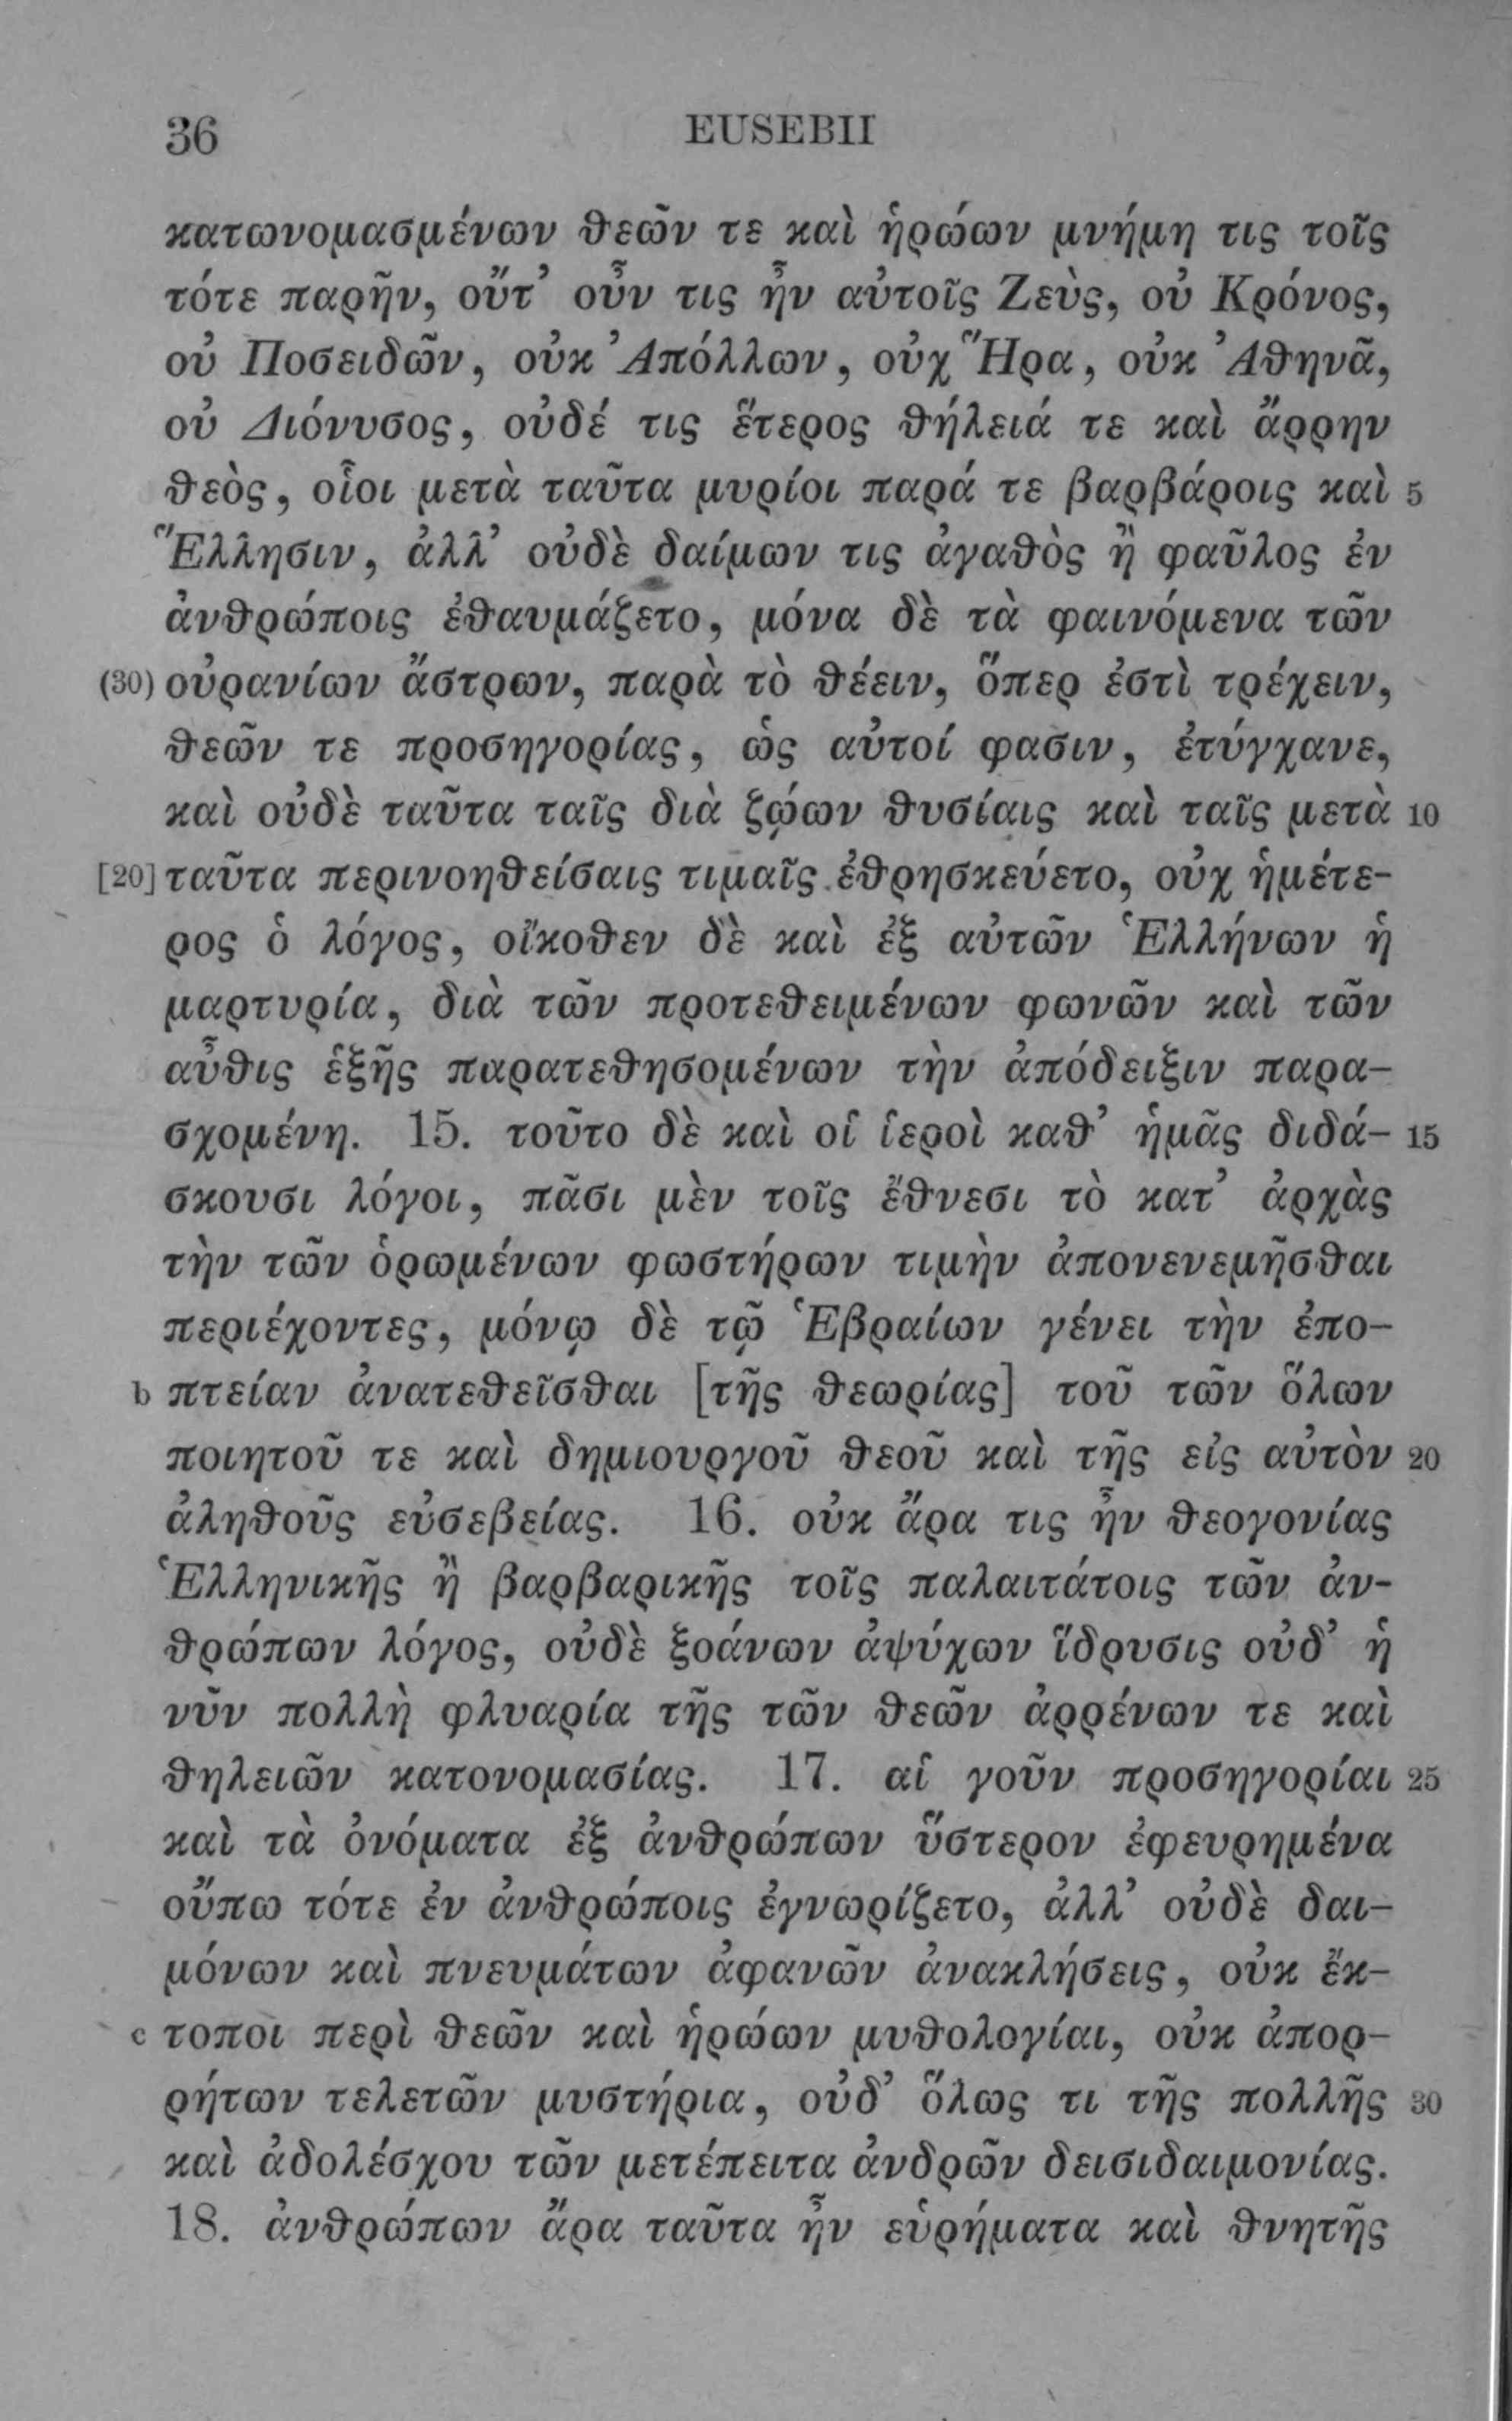 36 EUSEBII
κατωνομασμένων θεῶν τε καὶ ἡρώων μνήμη τις τοῖς
τότε παρῆν, οὔτ’ οὖν τις ἦν αὐτοῖς Ζεὺς, οὐ Κρόνος,
οὐ Ποσειδῶν, οὐκ Ἀπόλλων, οὐχ Ἥρα, οὐκ Ἀθηνᾶ,
οὐ Διόνυσος, οὐδέ τις ἕτερος θήλειά τε καὶ ἄρρην
θεὸς, οἷοι μετὰ ταῦτα μυρίοι παρά τε βαρβάροις καὶ 5
Ἕλλησιν, ἀλλ’ οὐδὲ δαίμων τις ἀγαθὸς ἢ φαῦλος ἐν
ἀνθρώποις ἐθαυμάζετο, μόνα δὲ τὰ φαινόμενα τῶν
(30) οὐρανίων ἄστρων, παρὰ τὸ θέειν, ὅπερ ἐστὶ τρέχειν,
θεῶν τε προσηγορίας, ὡς αὐτοί φασιν, ἐτύγχανε,
καὶ οὐδὲ ταῦτα ταῖς διὰ ζῴων θυσίαις καὶ ταῖς μετὰ 10
[20] ταῦτα περινοηθείσαις τιμαῖς ἐθρησκεύετο, οὐχ ἡμέτε-
ρος ὁ λόγος, οἴκοθεν δὲ καὶ ἐξ αὐτῶν Ἑλλήνων ἡ
μαρτυρία, διὰ τῶν προτεθειμένων φωνῶν καὶ τῶν
αὖθις ἑξῆς παρατεθησομένων τὴν ἀπόδειξιν παρα-
σχομένη. 15. τοῦτο δὲ καὶ οἱ ἱεροὶ καθ’ ἡμᾶς διδά- 15
σκουσι λόγοι, πᾶσι μὲν τοῖς ἔθνεσι τὸ κατ’ ἀρχὰς
τὴν τῶν ὁρωμένων φωστήρων τιμὴν ἀπονενεμῆσθαι
περιέχοντες, μόνῳ δὲ τῷ Ἑβραίων γένει τὴν ἐπο-
b πτείαν ἀνατεθεῖσθαι [τῆς θεωρίας] τοῦ τῶν ὅλων
ποιητοῦ τε καὶ δημιουργοῦ θεοῦ καὶ τῆς εἰς αὐτὸν 20
ἀληθοῦς εὐσεβείας. 16. οὐκ ἄρα τις ἦν θεογονίας
Ἑλληνικῆς ἢ βαρβαρικῆς τοῖς παλαιτάτοις τῶν ἀν-
θρώπων λόγος, οὐδὲ ξοάνων ἀψύχων ἵδρυσις οὐδ’ ἡ
νῦν πολλὴ φλυαρία τῆς τῶν θεῶν ἀρρένων τε καὶ
θηλειῶν κατονομασίας. 17. αἱ γοῦν προσηγορίαι 25
καὶ τὰ ὀνόματα ἐξ ἀνθρώπων ὕστερον ἐφευρημένα
οὔπω τότε ἐν ἀνθρώποις ἐγνωρίζετο, ἀλλ’ οὐδὲ δαι-
μόνων καὶ πνευμάτων ἀφανῶν ἀνακλήσεις, οὐκ ἔκ-
c τοποι περὶ θεῶν καὶ ἡρώων μυθολογίαι, οὐκ ἀπορ-
ρήτων τελετῶν μυστήρια, οὐδ’ ὅλως τι τῆς πολλῆς 30
καὶ ἀδολέσχου τῶν μετέπειτα ἀνδρῶν δεισιδαιμονίας.
18. ἀνθρώπων ἄρα ταῦτα ἦν εὑρήματα καὶ θνητῆς